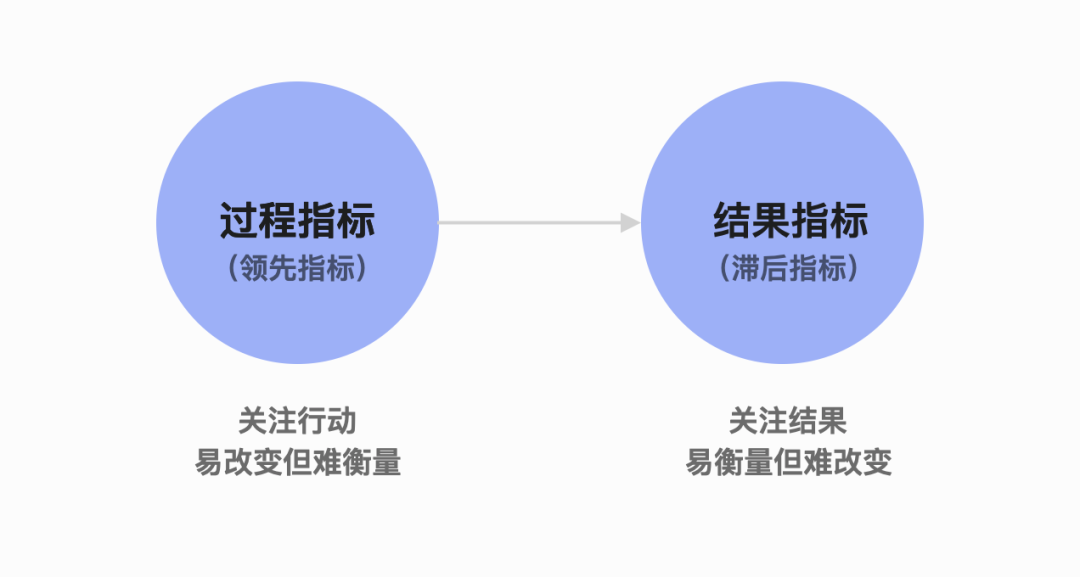 过程指标
（领先指标）
关注行动
易改变但难衡量
结果指标
（滞后指标）
关注结果
易衡量但难改变